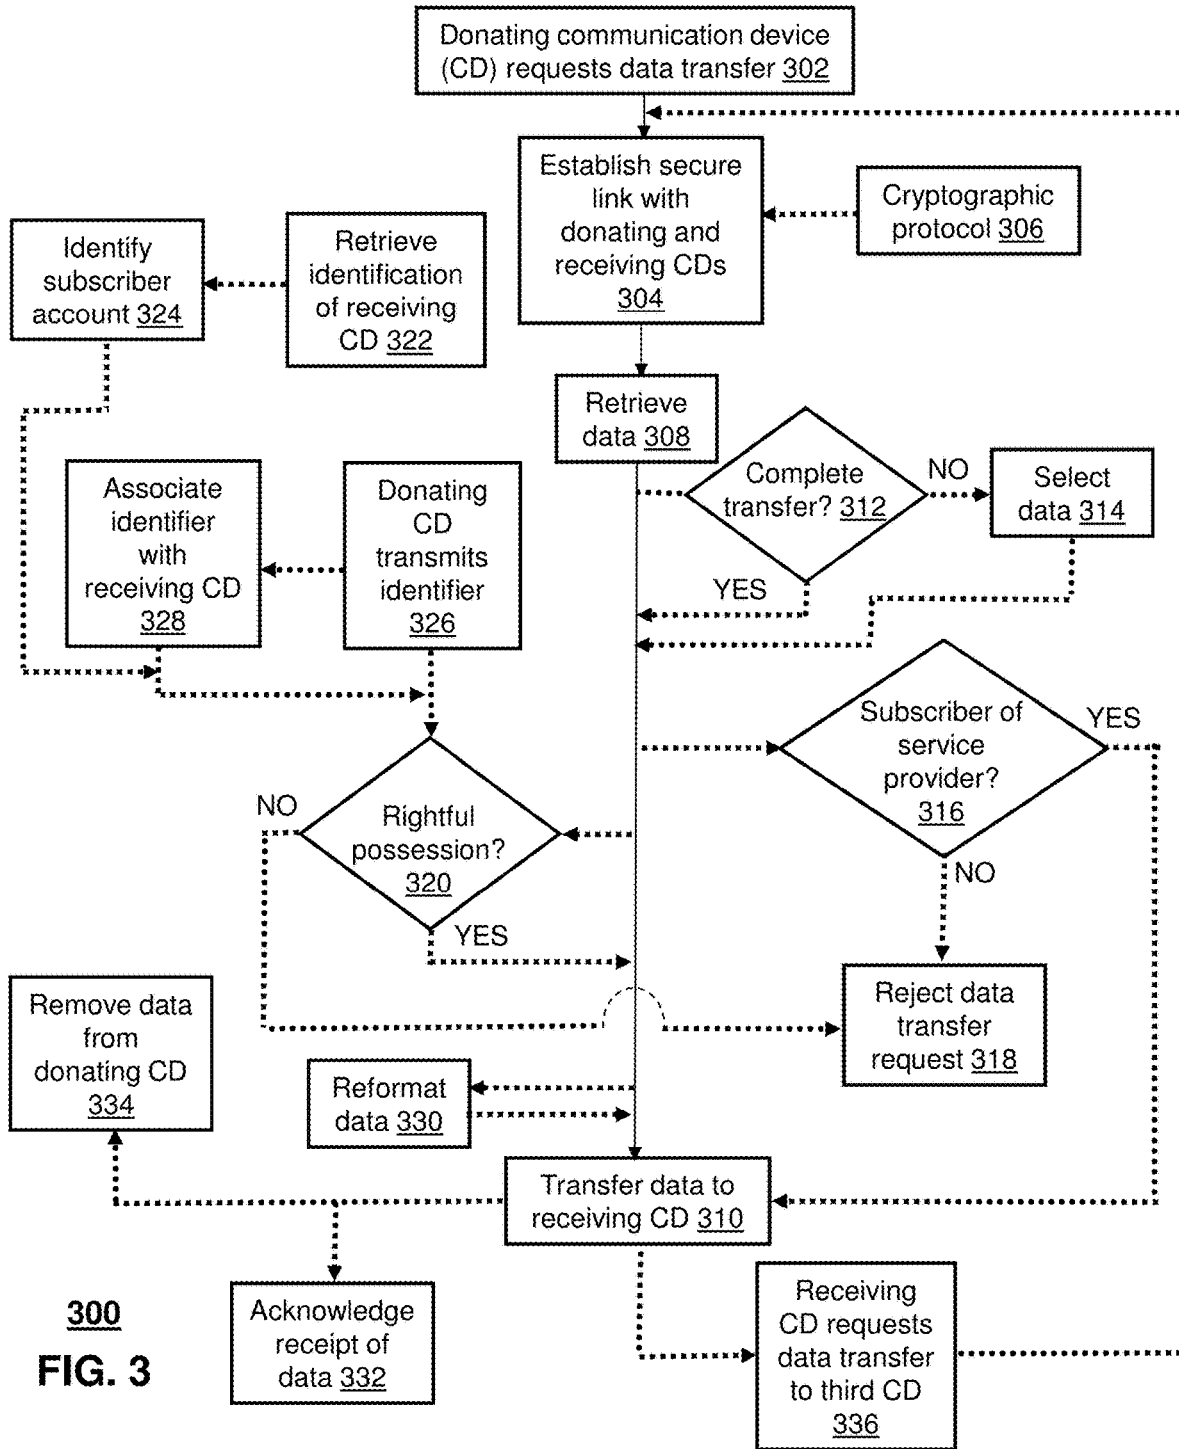 Donating communication device
(CD) requests data transfer 302
Establish secure
link with
donating and
receiving CDs
304
Cryptographic
protocol 306
Identify
subscriber
account 324
Retrieve
identification
of receiving
CD 322
Retrieve
data 308
Complete
transfer? 312
NO
Select
data 314
YES
Associate
identifier
with
receiving CD
328
Donating
CD
transmits
identifier
326
Subscriber of
service
provider?
316
YES
NO
Rightful
possession?
320
NO
YES
Reject data
transfer
request 318
Remove data
from
donating CD
334
Reformat
data 330
Transfer data to
receiving CD 310
Acknowledge
receipt of
data 332
Receiving
CD requests
data transfer
to third CD
336
300
FIG. 3